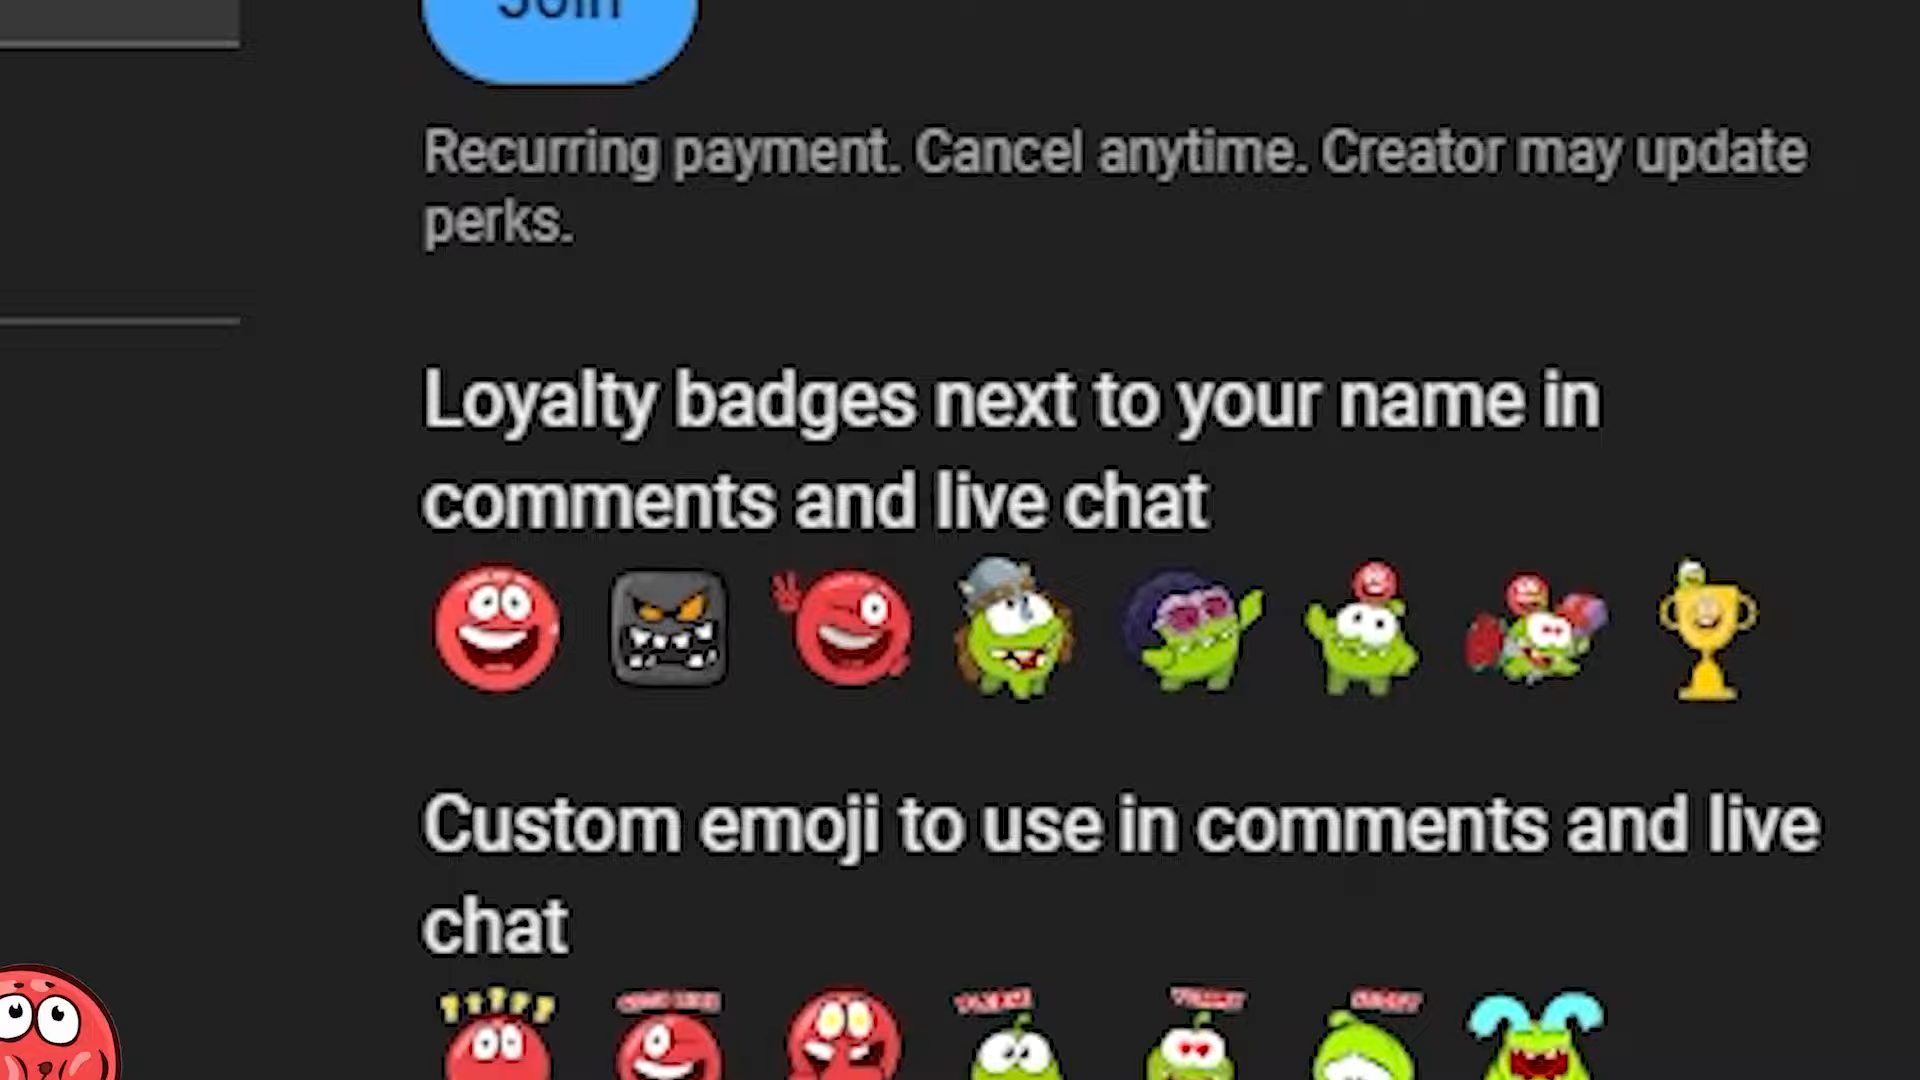 Join
Recurring payment. Cancel anytime. Creator may update
perks.
Loyalty badges next to your name in
comments and live chat
Custom emoji to use in comments and live
chat